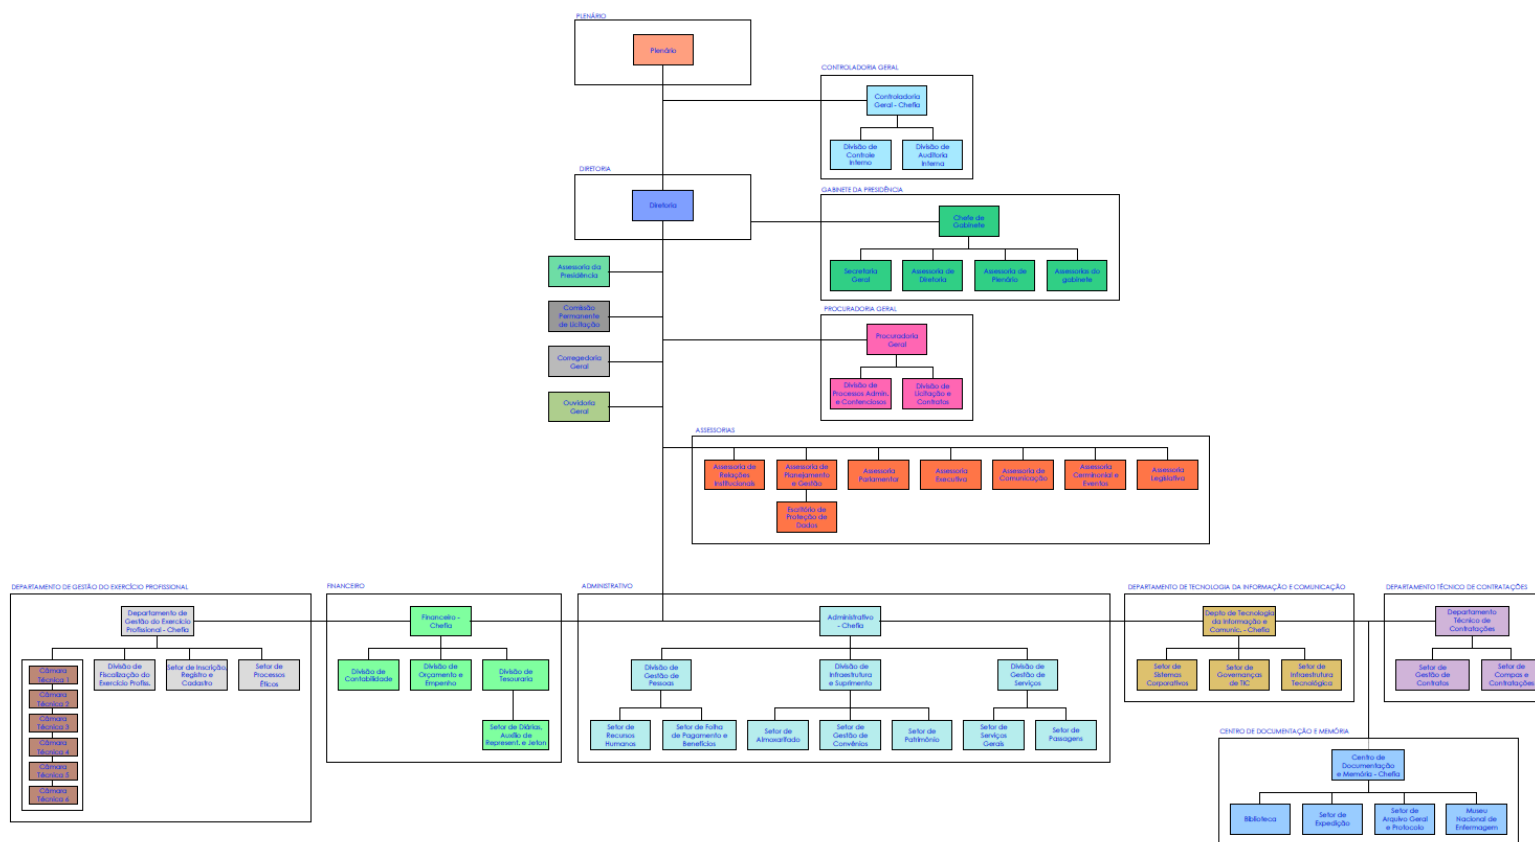 PLENÁRIO
Plenário
CONTROLADORIA GERAL
Controladoria
Geral - Chefia
Divisão de
Controle
Interno
Divisão de
Auditoria
Interna
DIRETORIA
Diretoria
GABINETE DA PRESIDÊNCIA
Chefe de
Gabinete
Secretaria
Geral
Assessoria de
Diretoria
Assessoria de
Plenário
Assessorias do
gabinete
Assessoria da
Presidência
Comissão
Permanente
de Licitação
Corregedoria
Geral
Ouvidoria
Geral
PROCURADORIA GERAL
Procuradoria
Geral
Divisão de
Processos Admin.
e Contenciosos
Divisão de
Licitação e
Contratos
ASSESSORIAS
Assessoria de
Relações
Institucionais
Assessoria de
Planejamento
e Gestão
Assessoria
Parlamentar
Assessoria
Executiva
Assessoria de
Comunicação
Assessoria
Cerminonial e
Eventos
Assessoria
Legislativa
Escritório de
Proteção de
Dados
DEPARTAMENTO DE GESTÃO DO EXERCÍCIO PROFISSIONAL
Departamento de
Gestão do Exercício
Profissional - Chefia
Câmara
Técnica 1
Câmara
Técnica 2
Câmara
Técnica 3
Câmara
Técnica 4
Câmara
Técnica 5
Câmara
Técnica 6
Divisão de
Fiscalização do
Exercício Profis.
Setor de Inscrição,
Registro e
Cadastro
Setor de
Processos
Éticos
FINANCEIRO
Financeiro -
Chefia
Divisão de
Contabilidade
Divisão de
Orçamento e
Empenho
Divisão de
Tesouraria
Setor de Diárias,
Auxílio de
Represent. e Jeton
ADMINISTRATIVO
Administrativo
- Chefia
Divisão de
Gestão de
Pessoas
Divisão de
Infraestrutura
e Suprimento
Divisão de
Gestão de
Serviços
Setor de
Recursos
Humanos
Setor de Folha
de Pagamento e
Benefícios
Setor de
Almoxarifado
Setor de
Gestão de
Convênios
Setor de
Patrimônio
Setor de
Serviços
Gerais
Setor de
Passagens
DEPARTAMENTO DE TECNOLOGIA DA INFORMAÇÃO E COMUNICAÇÃO
Depto de Tecnologia
da Informação e
Comunic. - Chefia
Setor de
Sistemas
Corporativos
Setor de
Governanças
de TIC
Setor de
Infraestrutura
Tecnológica
DEPARTAMENTO TÉCNICO DE CONTRATAÇÕES
Departamento
Técnico de
Contratações
Setor de
Gestão de
Contratos
Setor de
Compas e
Contratações
CENTRO DE DOCUMENTAÇÃO E MEMÓRIA
Centro de
Documentação
e Memória - Chefia
Biblioteca
Setor de
Expedição
Setor de
Arquivo Geral
e Protocolo
Museu
Nacional de
Enfermagem